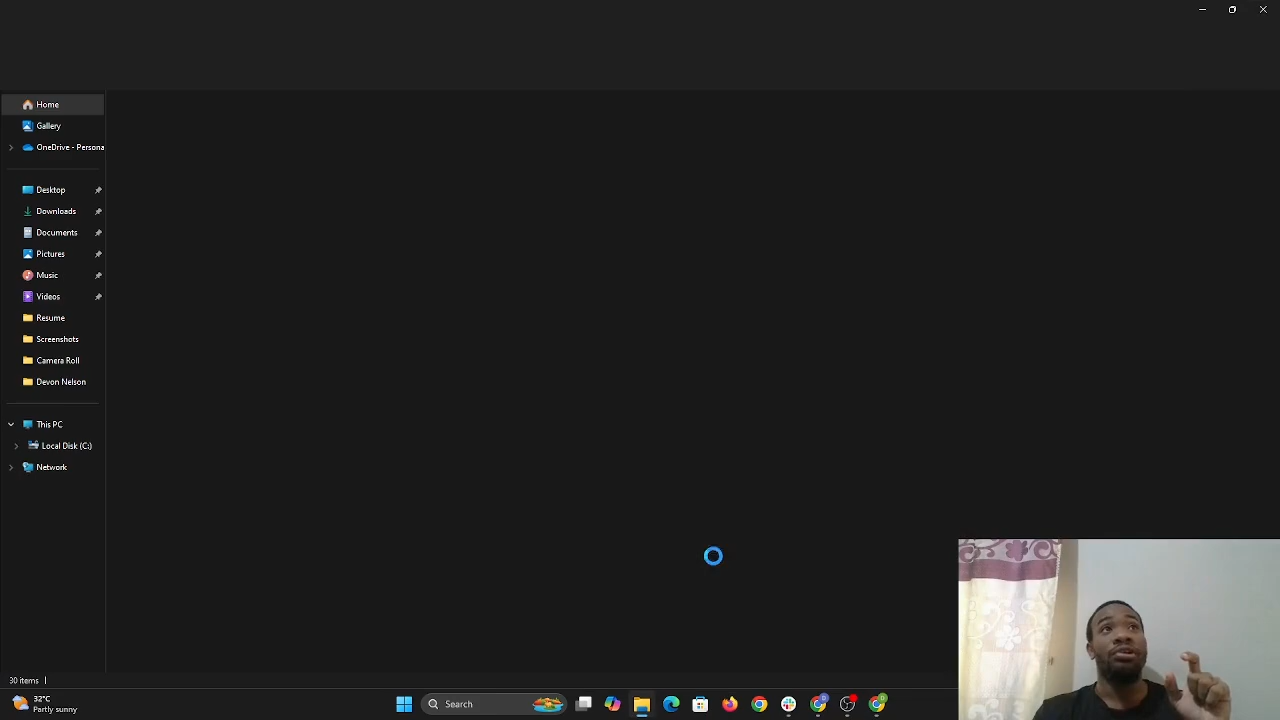 Home
Gallery
OneDrive - Persona
Desktop
Downloads
Documents
Pictures
Music
Videos
Resume
Screenshots
Camera Roll
Devon Nelson
This PC
Local Disk (C:)
Network
30 items
32°C
Partly sunny
Search